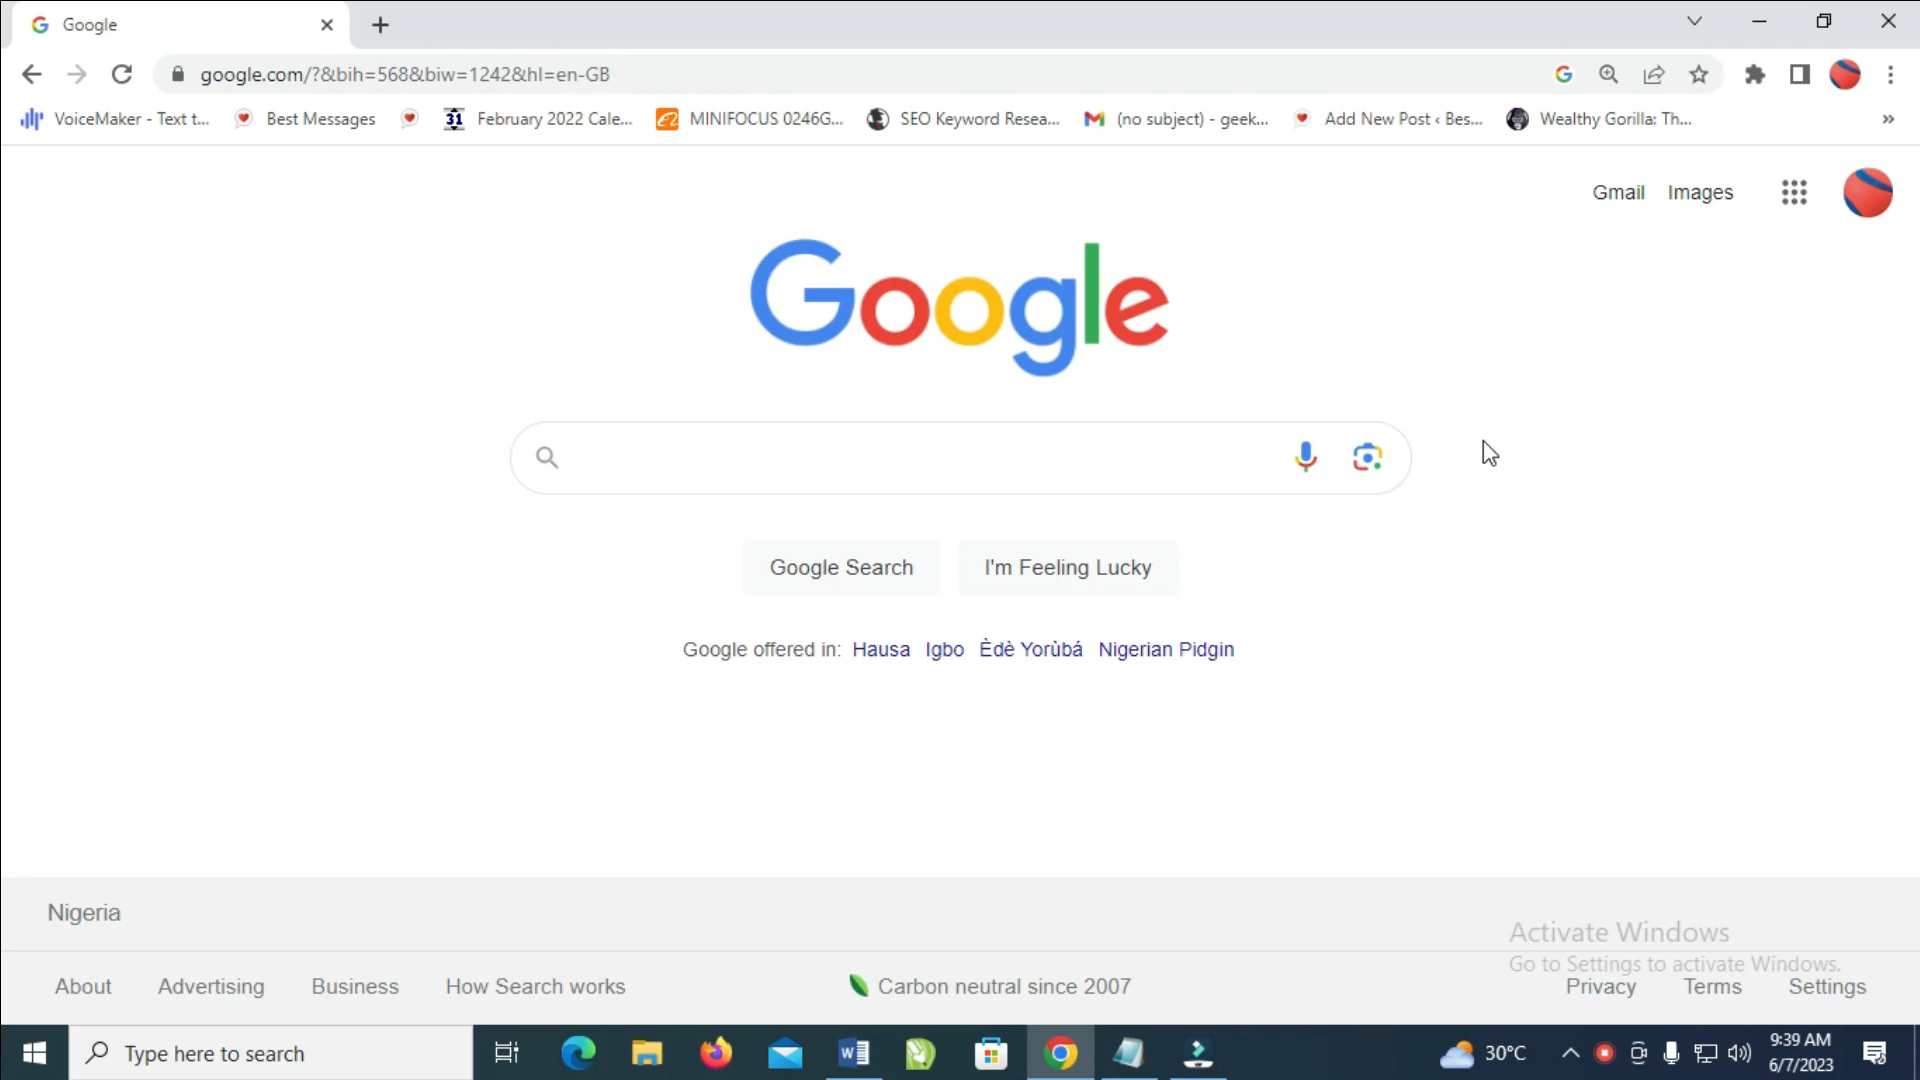 Google
google.com/?&bih=568&biw=1242&hl=en-GB
VoiceMaker - Text t... Best Messages 31 February 2022 Cale... MINIFOCUS 0246G... SEO Keyword Resea... (no subject) - geek... Add New Post ‹ Bes... Wealthy Gorilla: Th... »
Gmail Images
Google
Google Search I'm Feeling Lucky
Google offered in: Hausa Igbo Èdè Yorùbá Nigerian Pidgin
Nigeria
Activate Windows
Go to Settings to activate Windows.
About Advertising Business How Search works Carbon neutral since 2007 Privacy Terms Settings
Type here to search 30°C 9:39 AM
6/7/2023